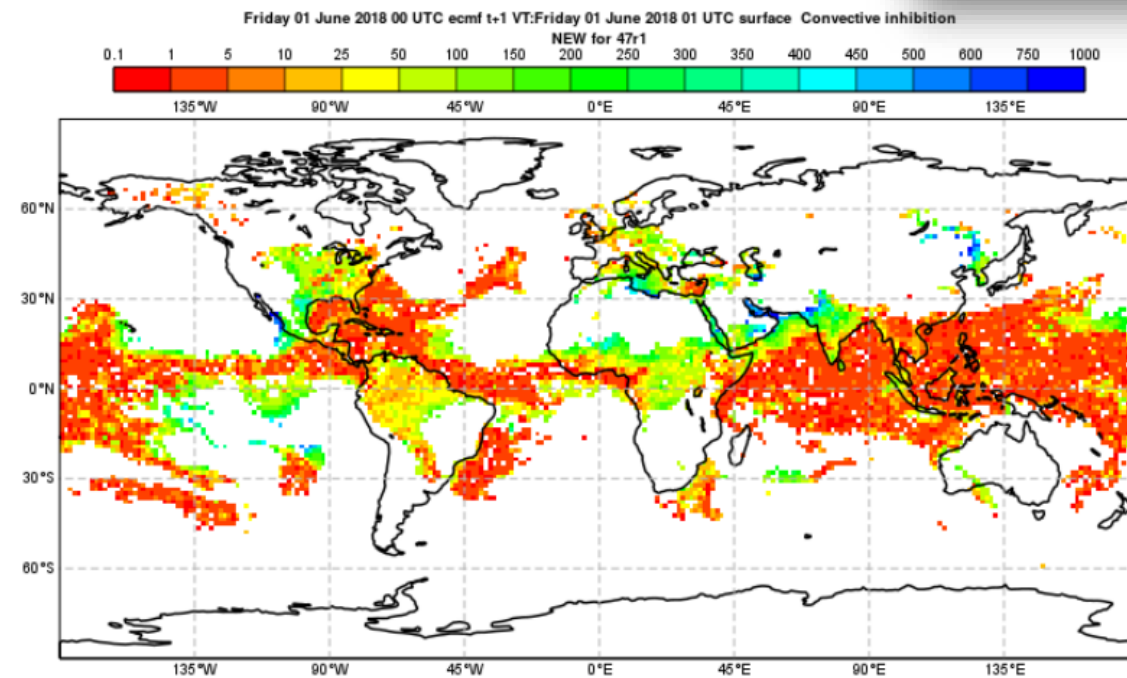 Friday 01 June 2018 00 UTC ecmf t+1 VT:Friday 01 June 2018 01 UTC surface Convective inhibition
NEW for 47r1
0.1 1 5 10 25 50 100 150 200 250 300 350 400 450 500 600 750 1000
135°W 90°W 45°W 0°E 45°E 90°E 135°E
60°N
30°N
0°N
30°S
60°S
135°W 90°W 45°W 0°E 45°E 90°E 135°E